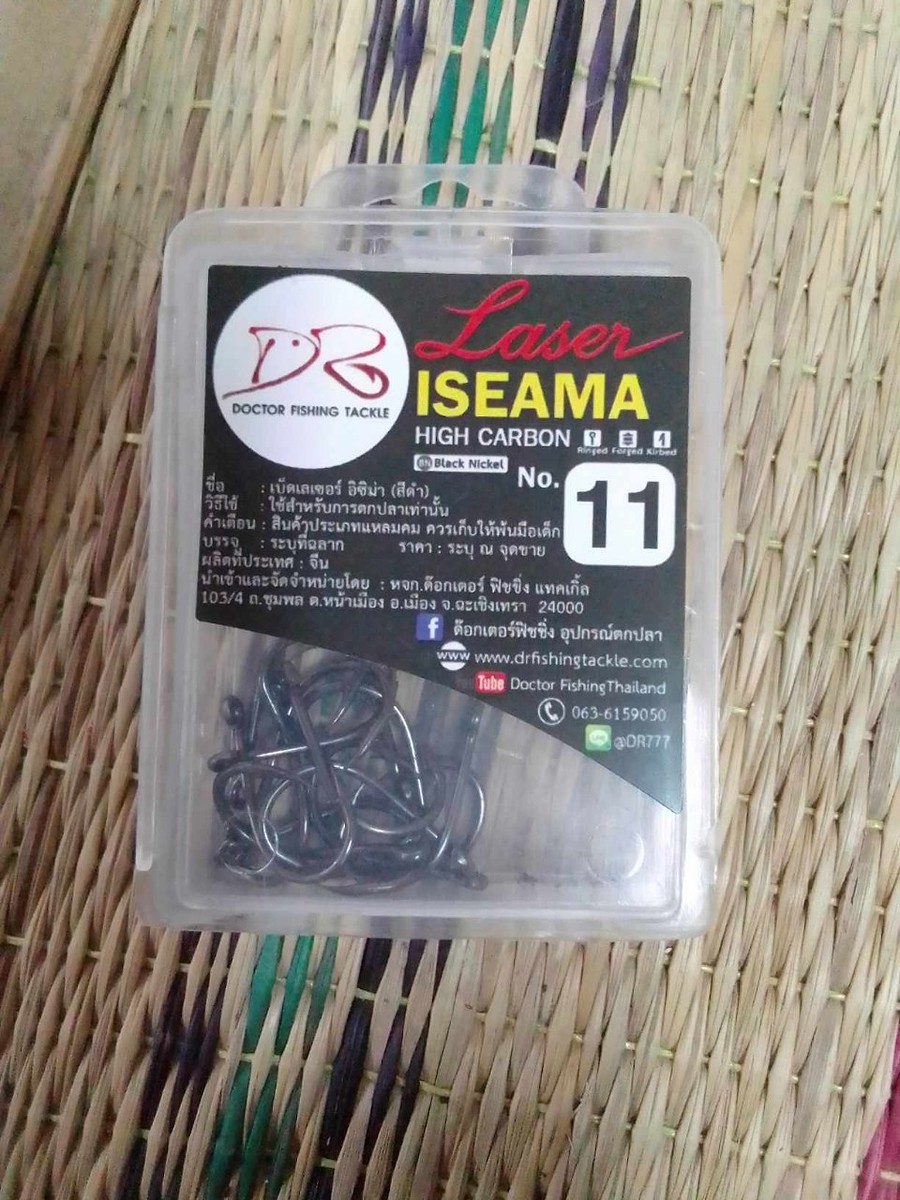 DR
DOCTOR FISHING TACKLE
Laser
ISEAMA
HIGH CARBON
Ringed Forged Kirbed
BN Black Nickel
No. 11
ชื่อ : เบ็ดเลเซอร์ อิซิม่า (สีดำ)
วิธีใช้ : ใช้สำหรับการตกปลาเท่านั้น
คำเตือน : สินค้าประเภทแหลมคม ควรเก็บให้พ้นมือเด็ก
บรรจุ : ระบุที่ฉลาก ราคา : ระบุ ณ จุดขาย
ผลิตที่ประเทศ : จีน
นำเข้าและจัดจำหน่ายโดย : หจก.ด๊อกเตอร์ ฟิชชิ่ง แทคเกิ้ล
103/4 ถ.ชุมพล ต.หน้าเมือง อ.เมือง จ.ฉะเชิงเทรา 24000
f ด๊อกเตอร์ฟิชชิ่ง อุปกรณ์ตกปลา
www www.drfishingtackle.com
YouTube Doctor FishingThailand
063-6159050
LINE @DR777